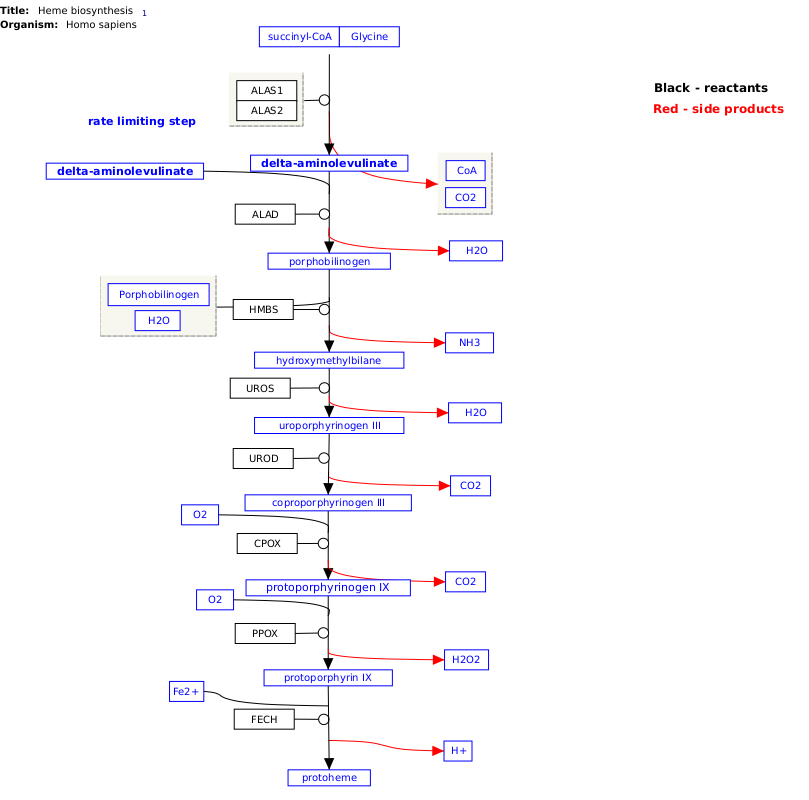 Title: Heme biosynthesis 1
Organism: Homo sapiens
succinyl-CoA Glycine
Black - reactants
Red - side products
ALAS1
ALAS2
rate limiting step
delta-aminolevulinate
delta-aminolevulinate
CoA
CO2
ALAD
H2O
porphobilinogen
Porphobilinogen
H2O
HMBS
NH3
hydroxymethylbilane
UROS
H2O
uroporphyrinogen III
UROD
CO2
coproporphyrinogen III
O2
CPOX
CO2
protoporphyrinogen IX
O2
PPOX
H2O2
protoporphyrin IX
Fe2+
FECH
H+
protoheme